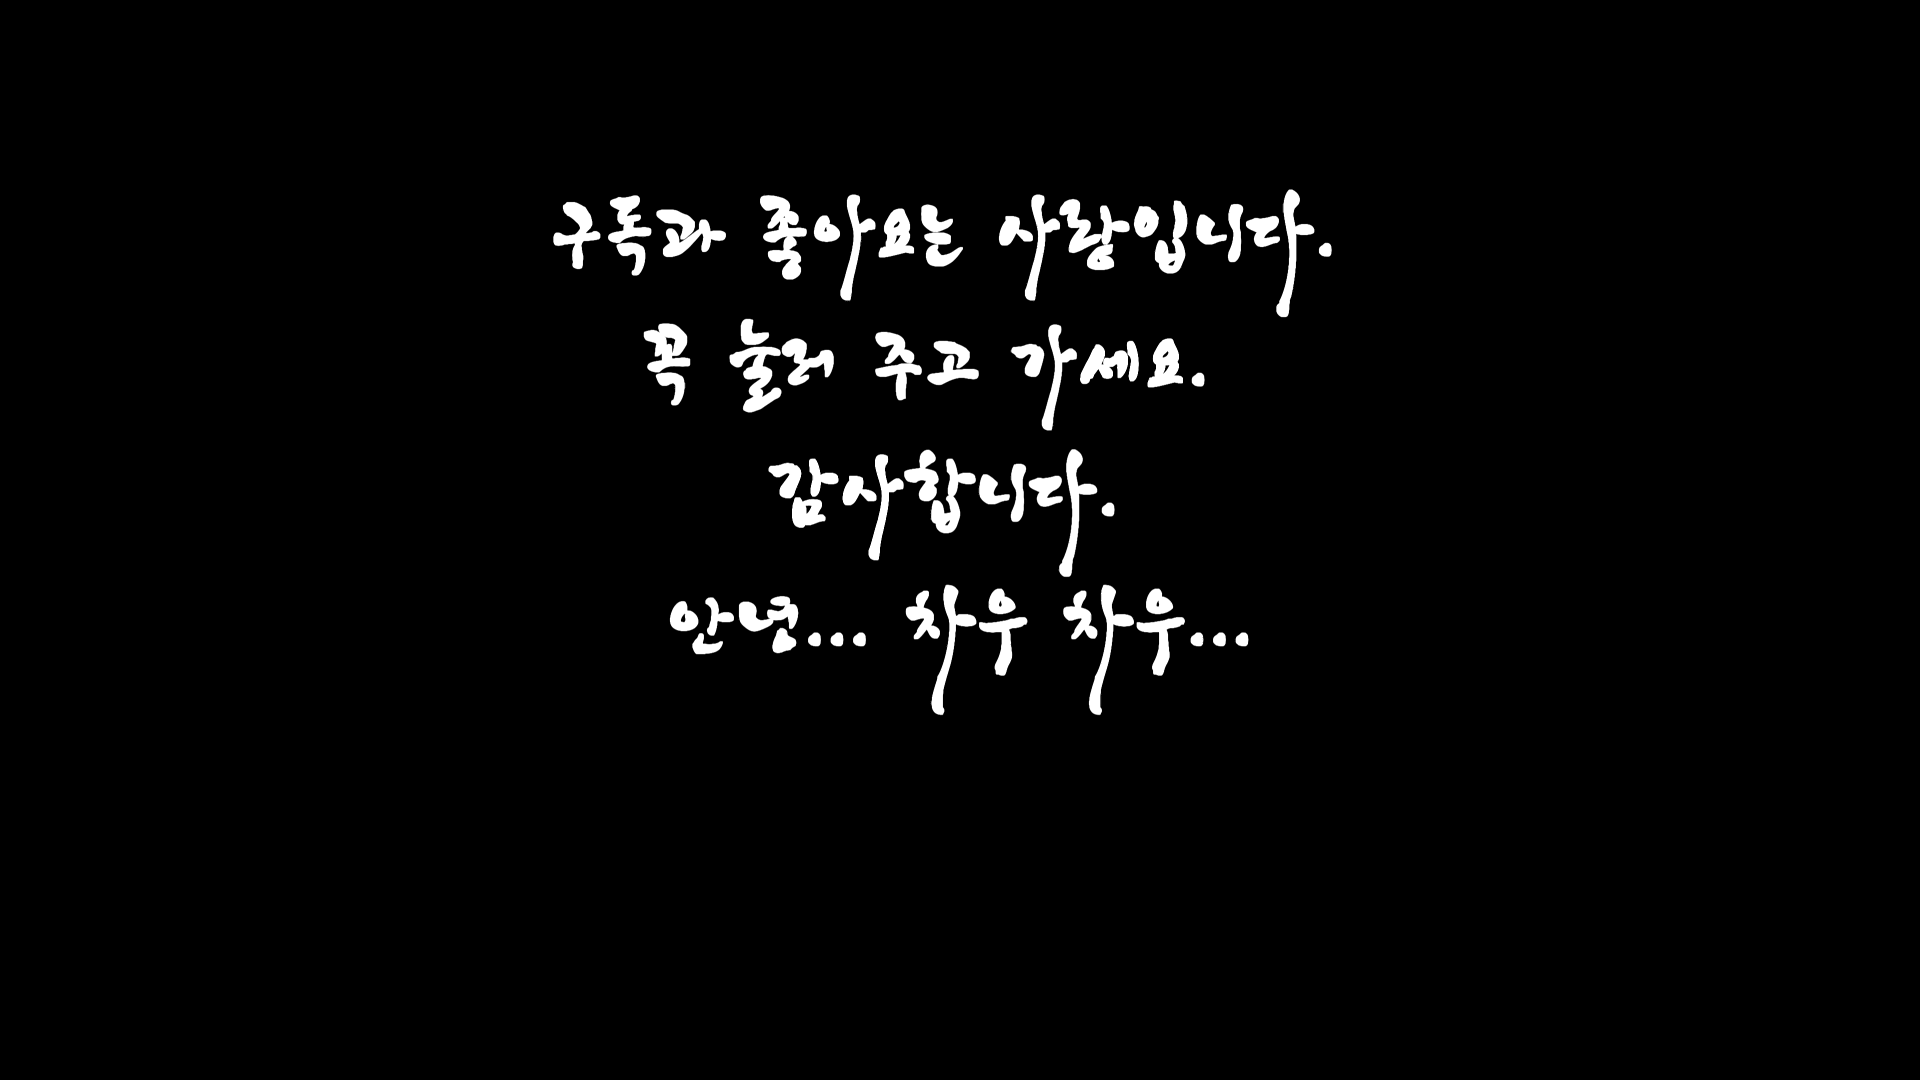 구독과 좋아요는 사랑입니다.
꼭 눌러 주고 가세요.
감사합니다.
안녕... 차우 차우...